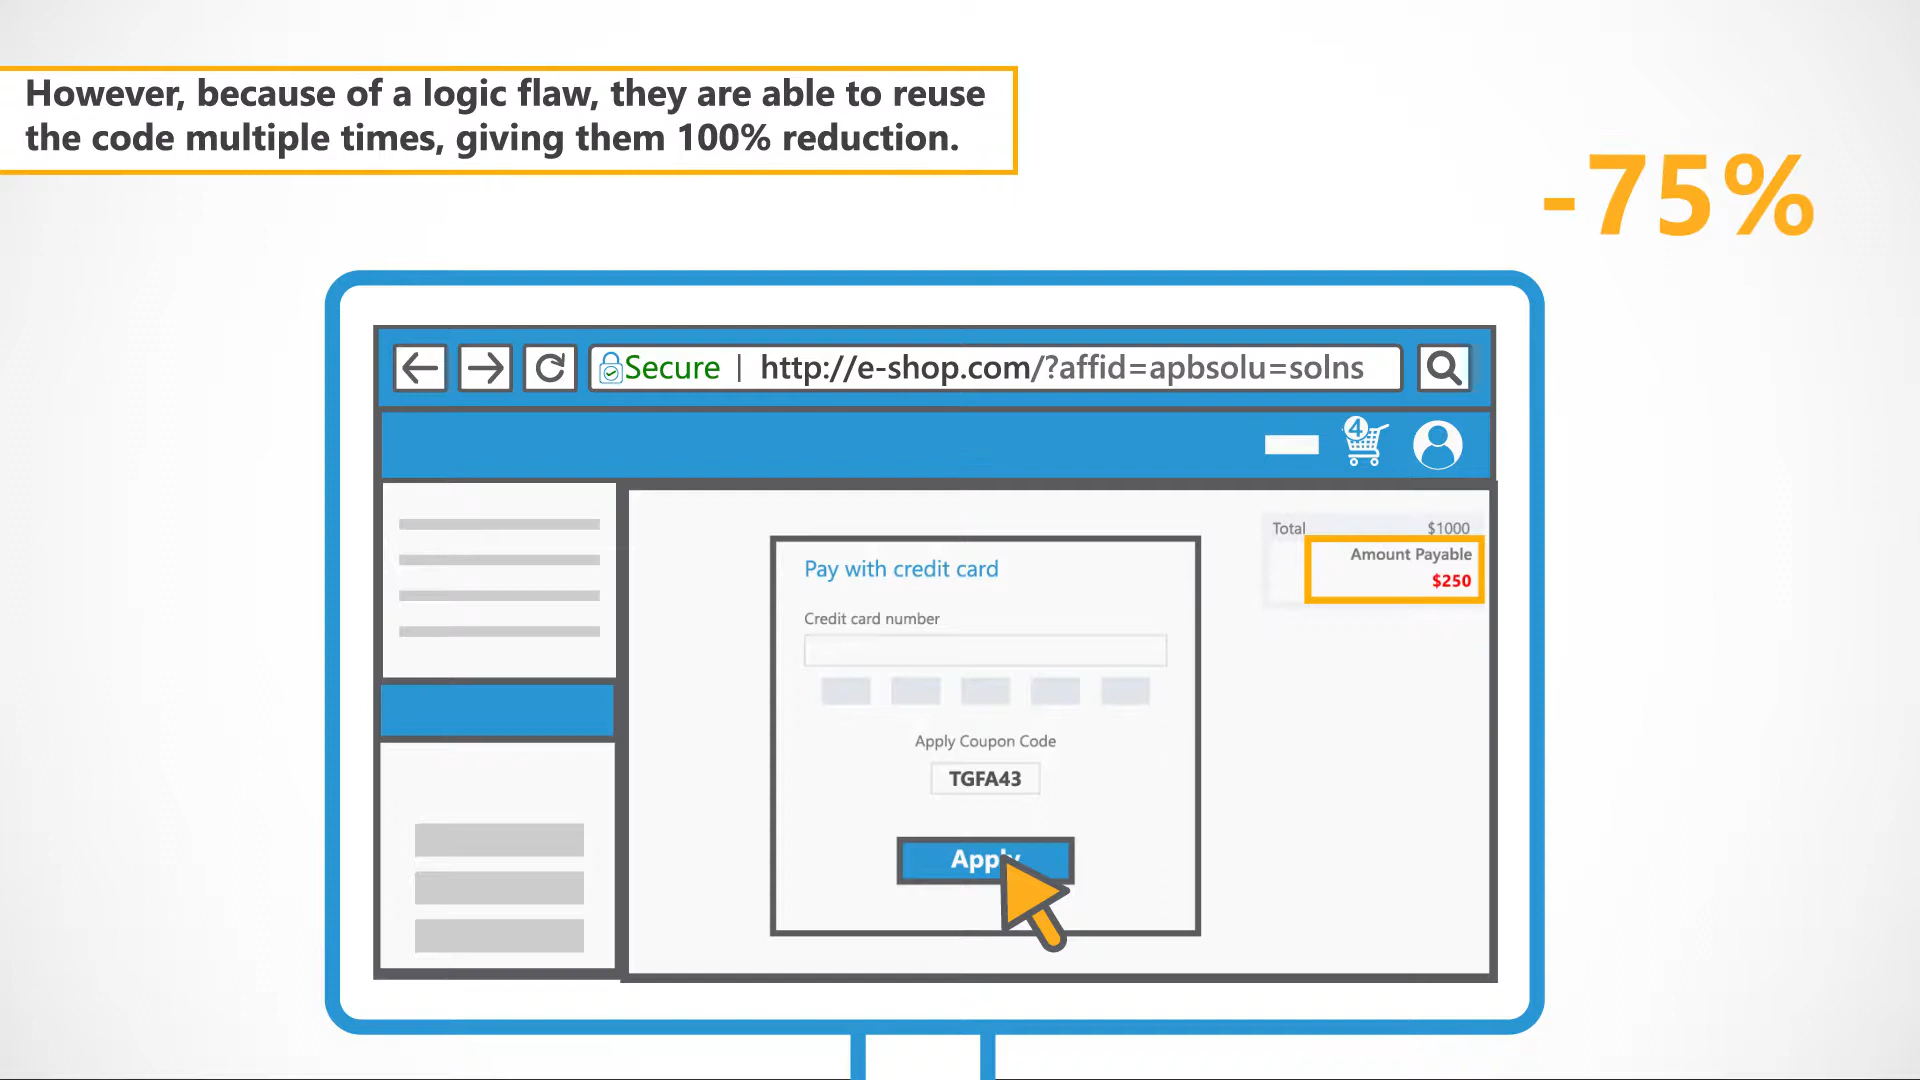 However, because of a logic flaw, they are able to reuse
the code multiple times, giving them 100% reduction.
-75%
Secure | http://e-shop.com/?affid=apbsolu=solns
4
Total $1000
Amount Payable
$250
Pay with credit card
Credit card number
Apply Coupon Code
TGFA43
Apply